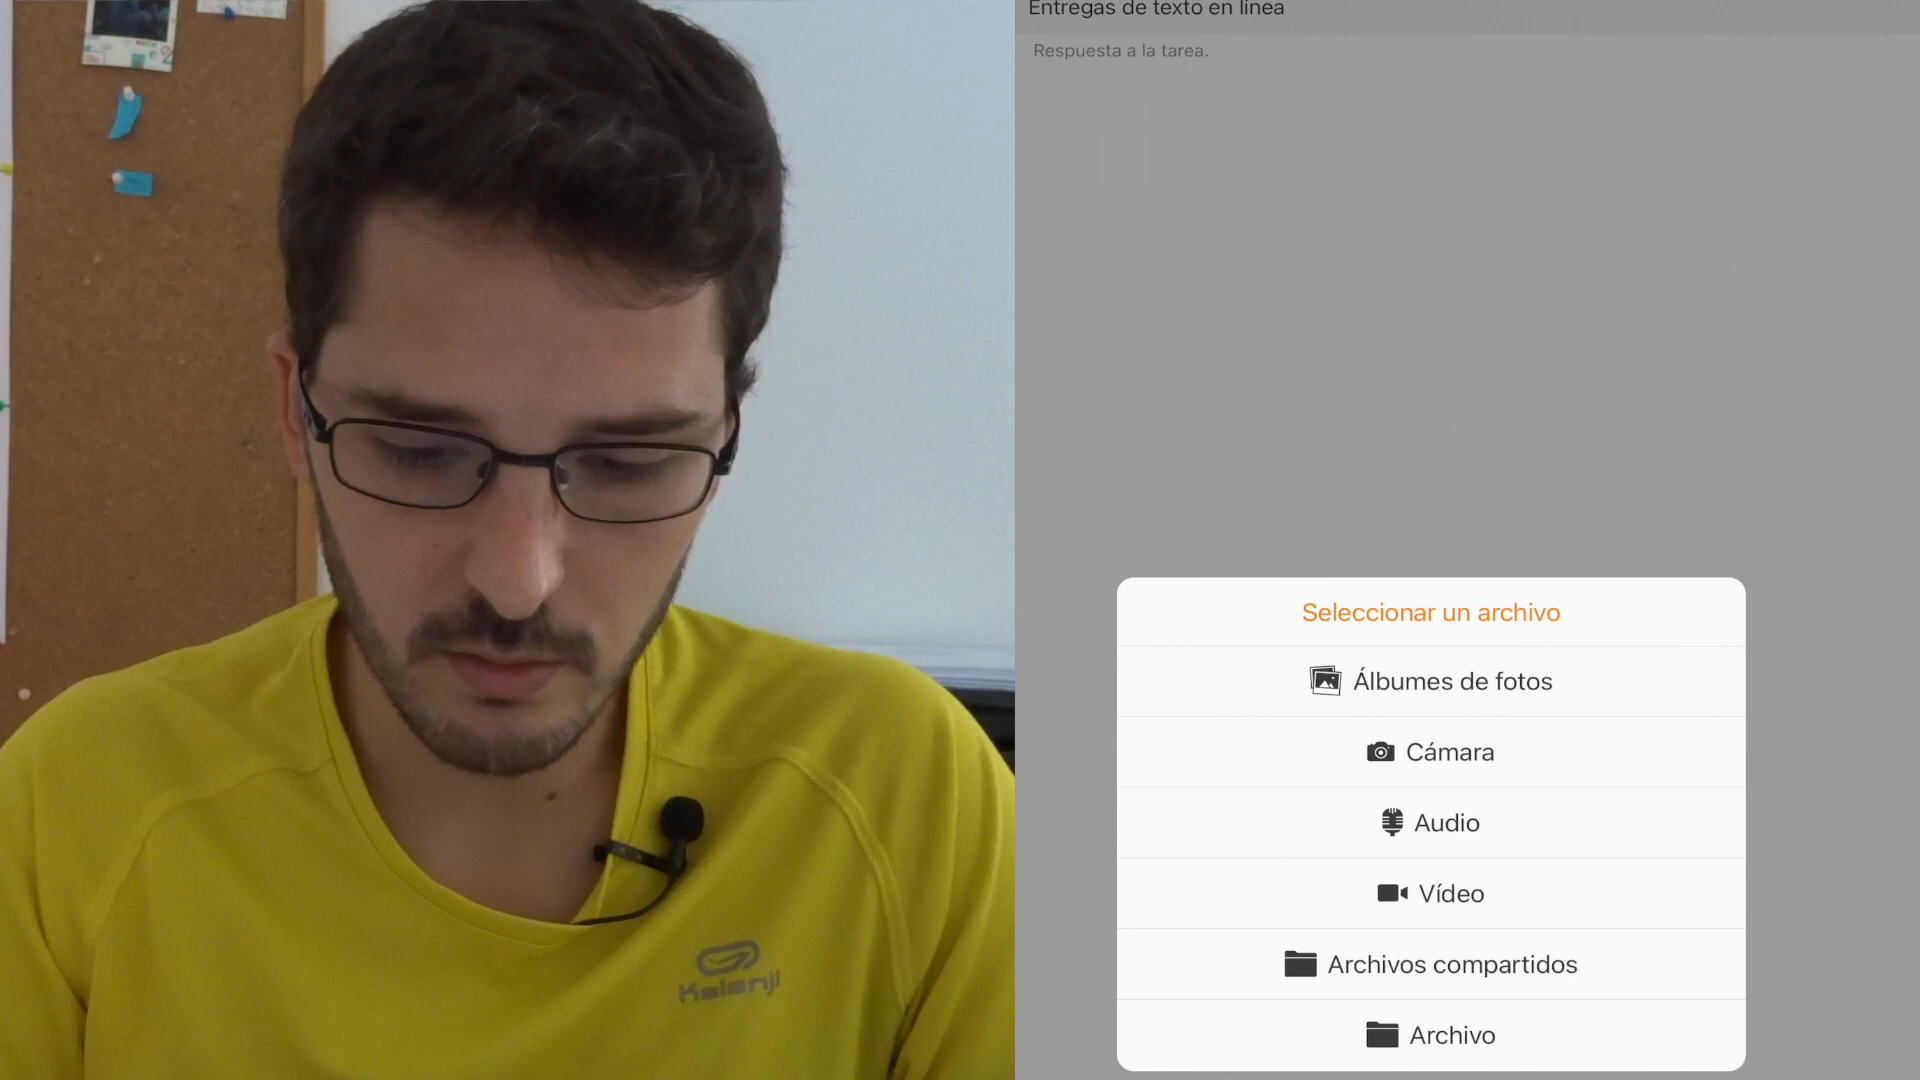 Entregas de texto en línea
Respuesta a la tarea.
Seleccionar un archivo
Álbumes de fotos
Cámara
Audio
Vídeo
Archivos compartidos
Archivo
Kalenji